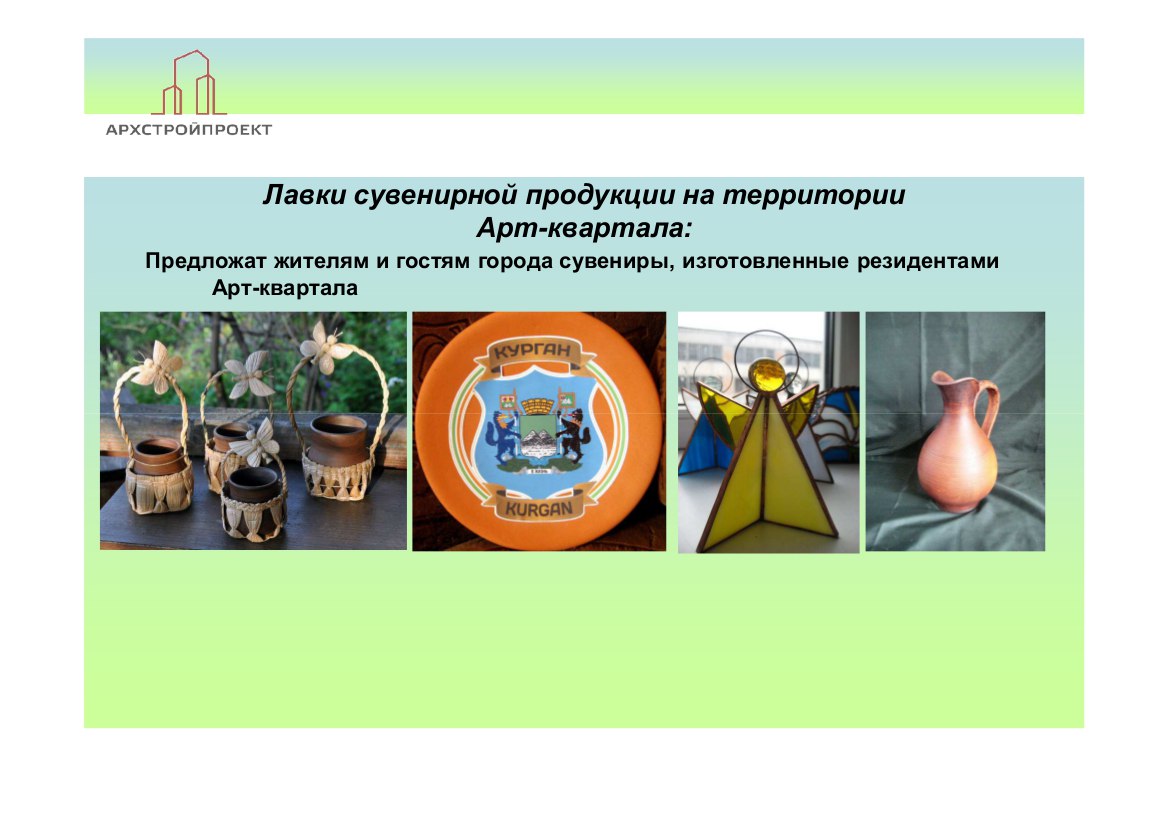 АРХСТРОЙПРОЕКТ
Лавки сувенирной продукции на территории
Арт-квартала:
Предложат жителям и гостям города сувениры, изготовленные резидентами
Арт-квартала
КУРГАН
KURGAN